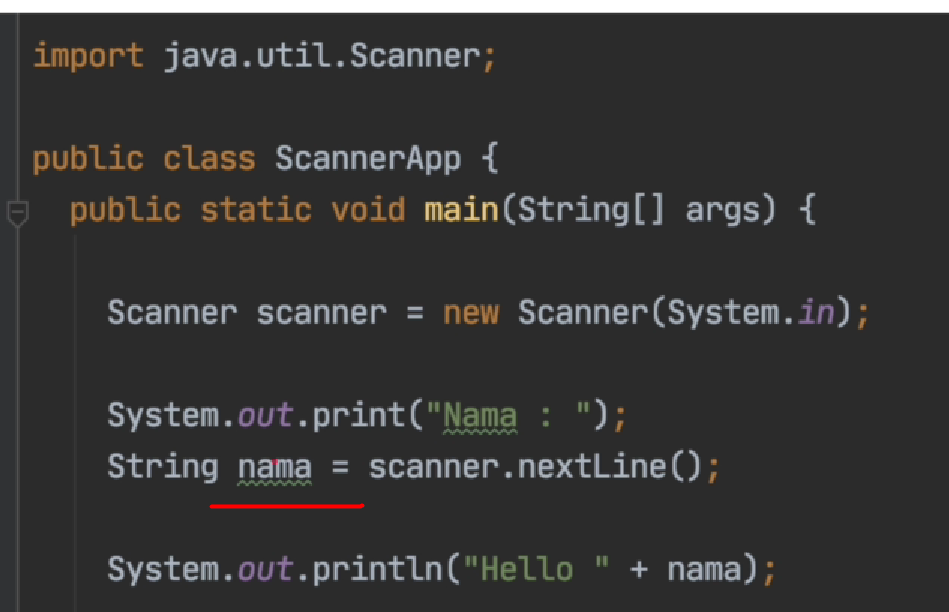 import java.util.Scanner;
public class ScannerApp {
public static void main(String[] args) {
Scanner scanner = new Scanner(System.in);
System.out.print("Nama : ");
String nama = scanner.nextLine();
System.out.println("Hello " + nama);